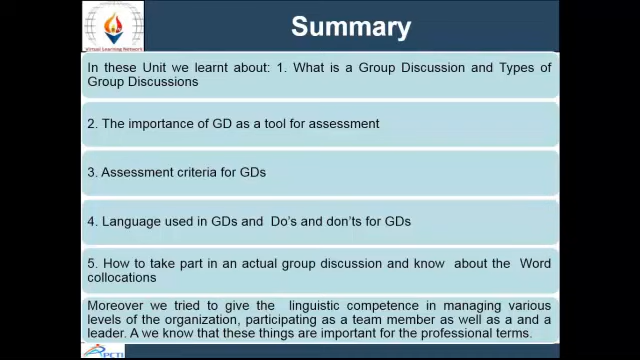 Virtual Learning Network
Summary
In these Unit we learnt about: 1. What is a Group Discussion and Types of
Group Discussions
2. The importance of GD as a tool for assessment
3. Assessment criteria for GDs
4. Language used in GDs and Do's and don'ts for GDs
5. How to take part in an actual group discussion and know about the Word
collocations
Moreover we tried to give the linguistic competence in managing various
levels of the organization, participating as a team member as well as a and a
leader. A we know that these things are important for the professional terms.
PCTI